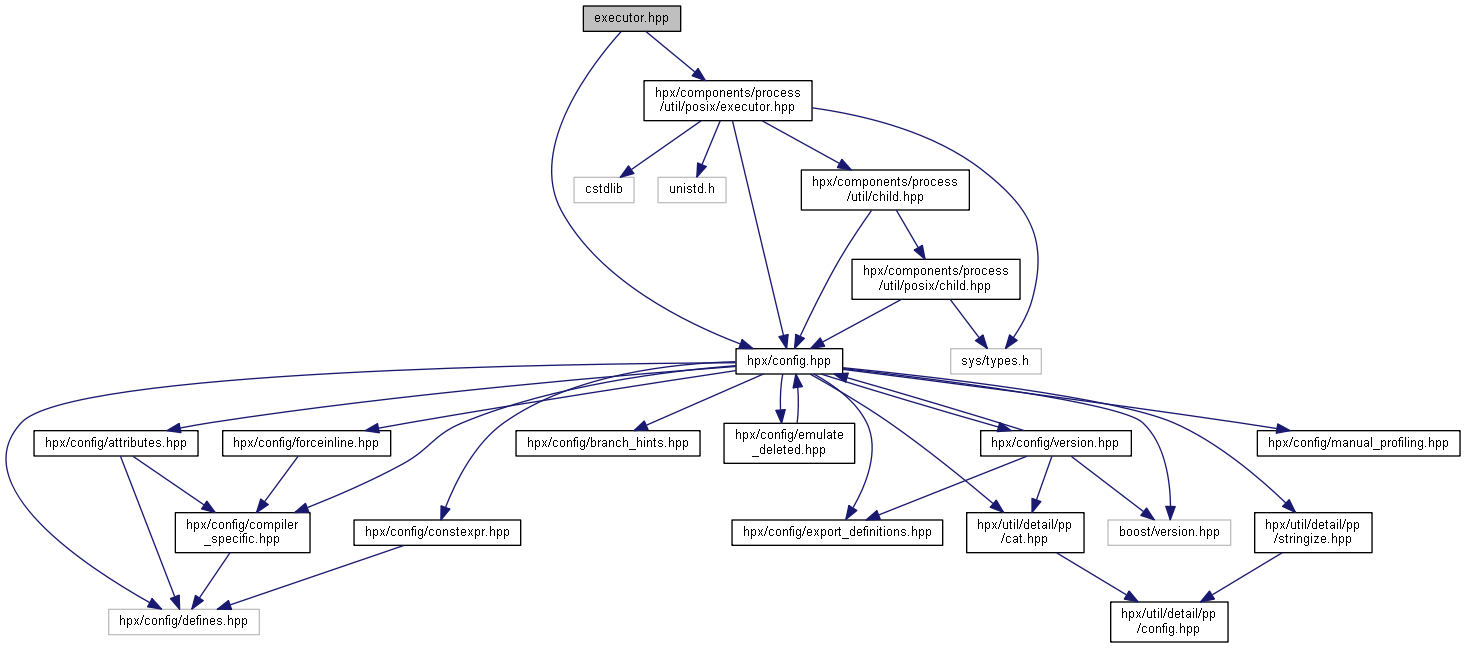 executor.hpp
hpx/components/process
/util/posix/executor.hpp
cstdlib
unistd.h
hpx/components/process
/util/child.hpp
hpx/components/process
/util/posix/child.hpp
hpx/config.hpp
sys/types.h
hpx/config/attributes.hpp
hpx/config/forceinline.hpp
hpx/config/branch_hints.hpp
hpx/config/emulate
_deleted.hpp
hpx/config/version.hpp
hpx/config/manual_profiling.hpp
hpx/config/compiler
_specific.hpp
hpx/config/constexpr.hpp
hpx/config/export_definitions.hpp
hpx/util/detail/pp
/cat.hpp
boost/version.hpp
hpx/util/detail/pp
/stringize.hpp
hpx/config/defines.hpp
hpx/util/detail/pp
/config.hpp